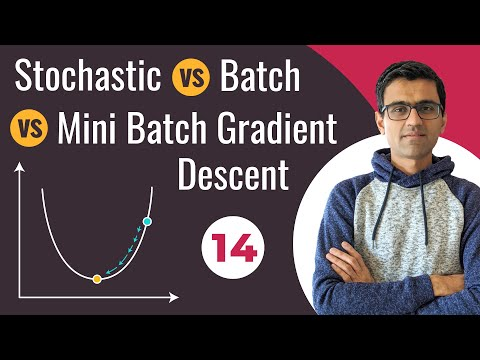 Stochastic VS Batch
VS Mini Batch Gradient
Descent
14